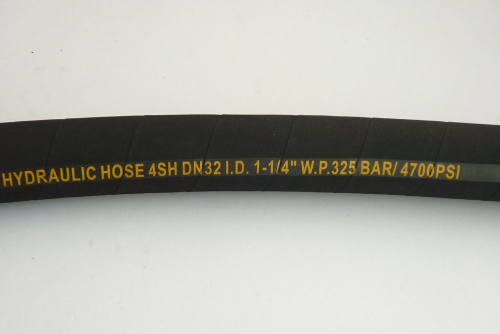 HYDRAULIC HOSE 4SH DN32 I.D. 1-1/4" W.P.325 BAR/ 4700PSI